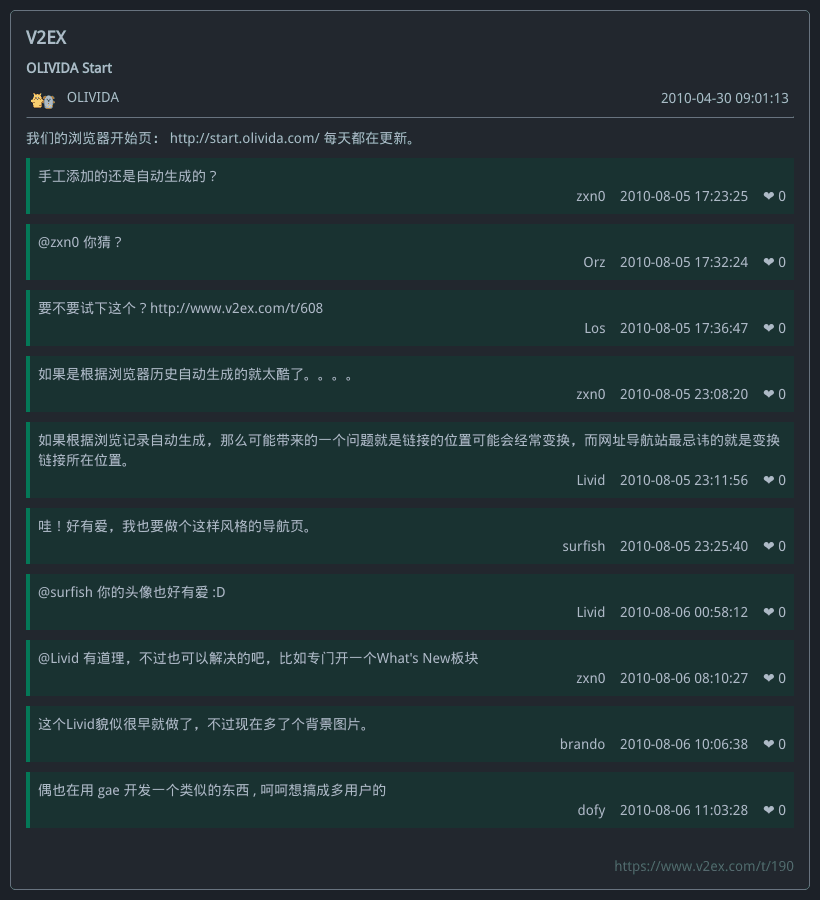 V2EX
OLIVIDA Start
OLIVIDA 2010-04-30 09:01:13
我们的浏览器开始页： http://start.olivida.com/ 每天都在更新。
手工添加的还是自动生成的？
zxn0 2010-08-05 17:23:25 ❤ 0
@zxn0 你猜？
Orz 2010-08-05 17:32:24 ❤ 0
要不要试下这个？http://www.v2ex.com/t/608
Los 2010-08-05 17:36:47 ❤ 0
如果是根据浏览器历史自动生成的就太酷了。。。。
zxn0 2010-08-05 23:08:20 ❤ 0
如果根据浏览记录自动生成，那么可能带来的一个问题就是链接的位置可能会经常变换，而网址导航站最忌讳的就是变换
链接所在位置。
Livid 2010-08-05 23:11:56 ❤ 0
哇！好有爱，我也要做个这样风格的导航页。
surfish 2010-08-05 23:25:40 ❤ 0
@surfish 你的头像也好有爱 :D
Livid 2010-08-06 00:58:12 ❤ 0
@Livid 有道理，不过也可以解决的吧，比如专门开一个What's New板块
zxn0 2010-08-06 08:10:27 ❤ 0
这个Livid貌似很早就做了，不过现在多了个背景图片。
brando 2010-08-06 10:06:38 ❤ 0
偶也在用 gae 开发一个类似的东西 , 呵呵想搞成多用户的
dofy 2010-08-06 11:03:28 ❤ 0
https://www.v2ex.com/t/190